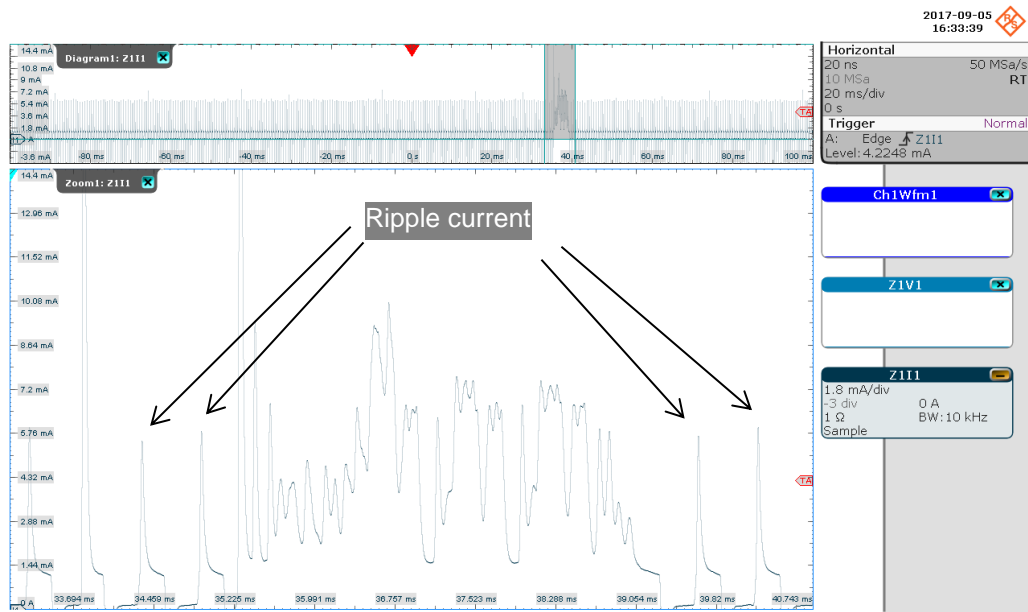 2017-09-05
16:33:39
R&S
Diagram1: Z1I1
14.4 mA
10.8 mA
9 mA
7.2 mA
5.4 mA
3.6 mA
1.8 mA
0 A
-3.6 mA
-80 ms
-60 ms
-40 ms
-20 ms
0 s
20 ms
40 ms
60 ms
80 ms
100 ms
TA
Horizontal
20 ns 50 MSa/s
10 MSa RT
20 ms/div
0 s
Trigger Normal
A: Edge Z1I1
Level: 4.2248 mA
Zoom1: Z1I1
14.4 mA
12.96 mA
11.52 mA
10.08 mA
8.64 mA
7.2 mA
5.76 mA
4.32 mA
2.88 mA
1.44 mA
0 A
33.694 ms
34.459 ms
35.225 ms
35.991 ms
36.757 ms
37.523 ms
38.288 ms
39.054 ms
39.82 ms
40.743 ms
Ripple current
TA
Ch1Wfm1
Z1V1
Z1I1
1.8 mA/div
-3 div 0 A
1 Ω BW: 10 kHz
Sample